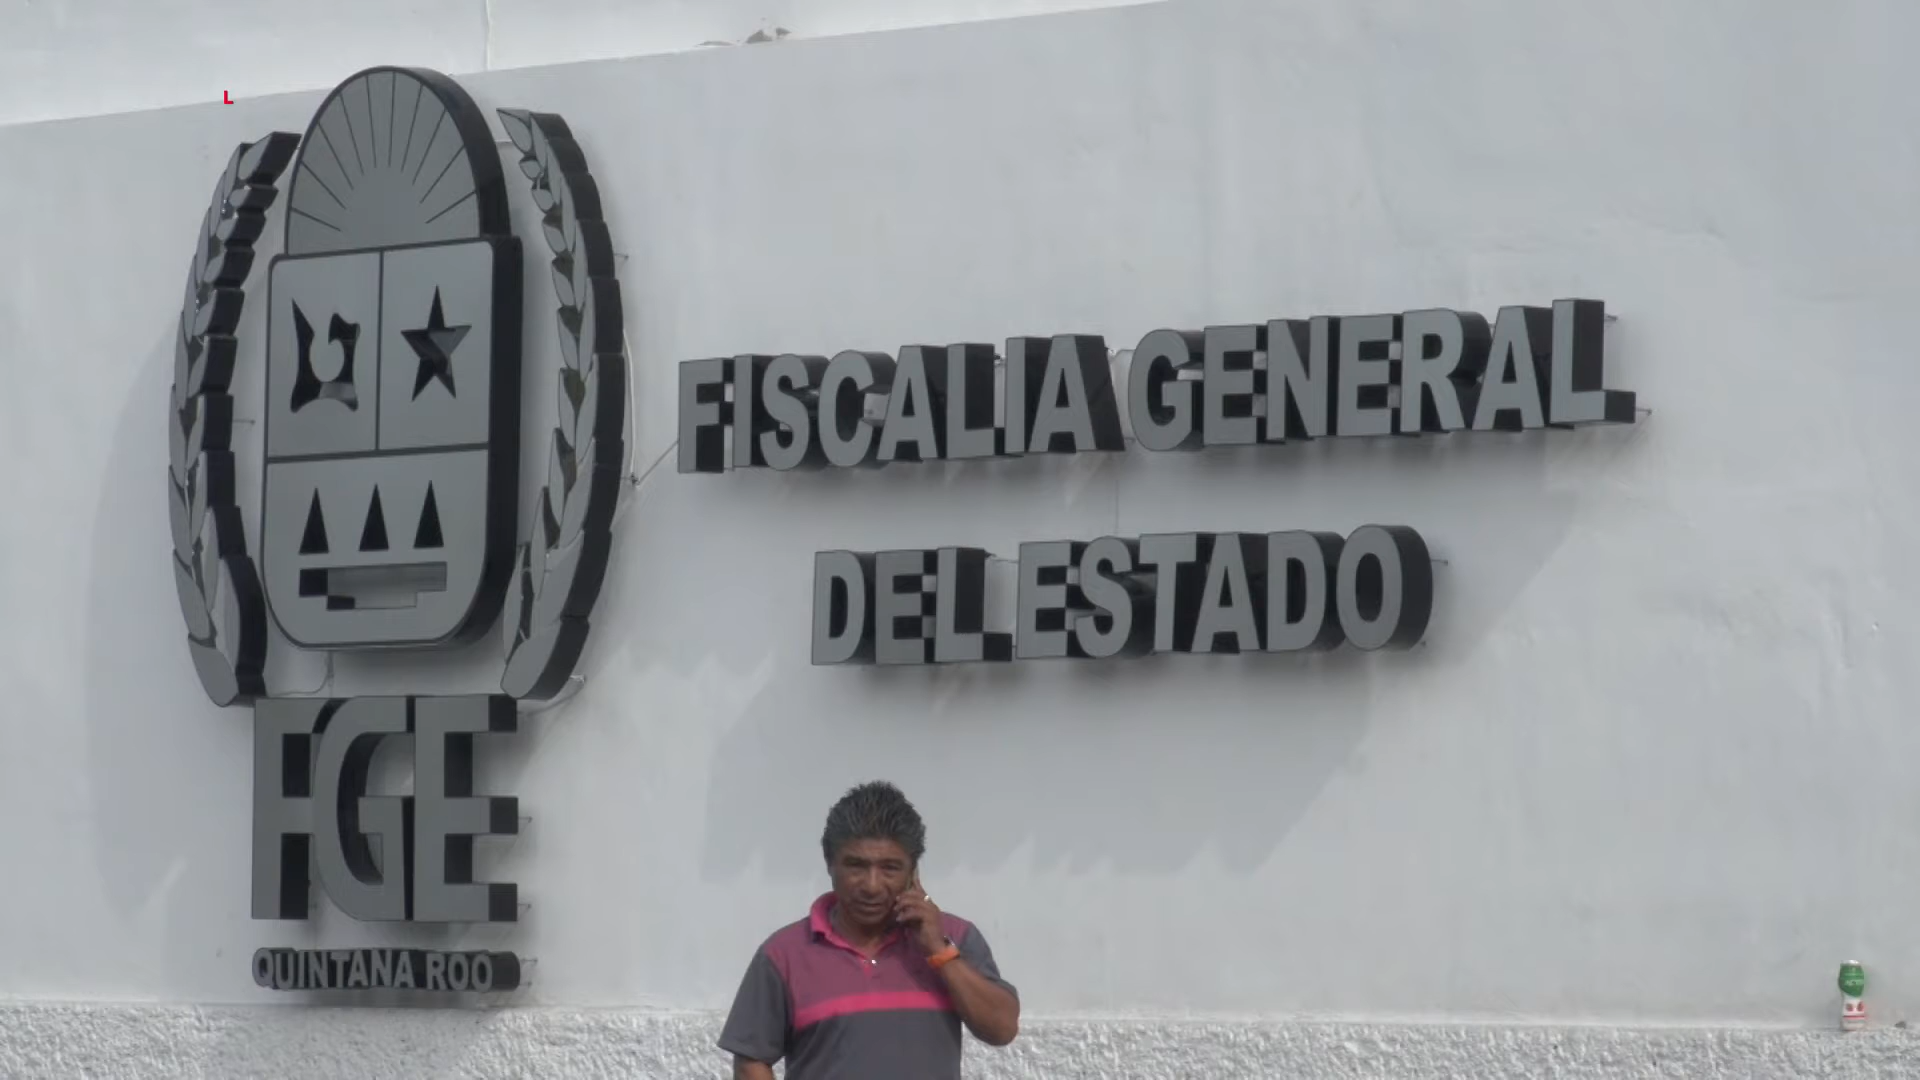 L
FISCALIA GENERAL
DEL ESTADO
FGE
QUINTANA ROO